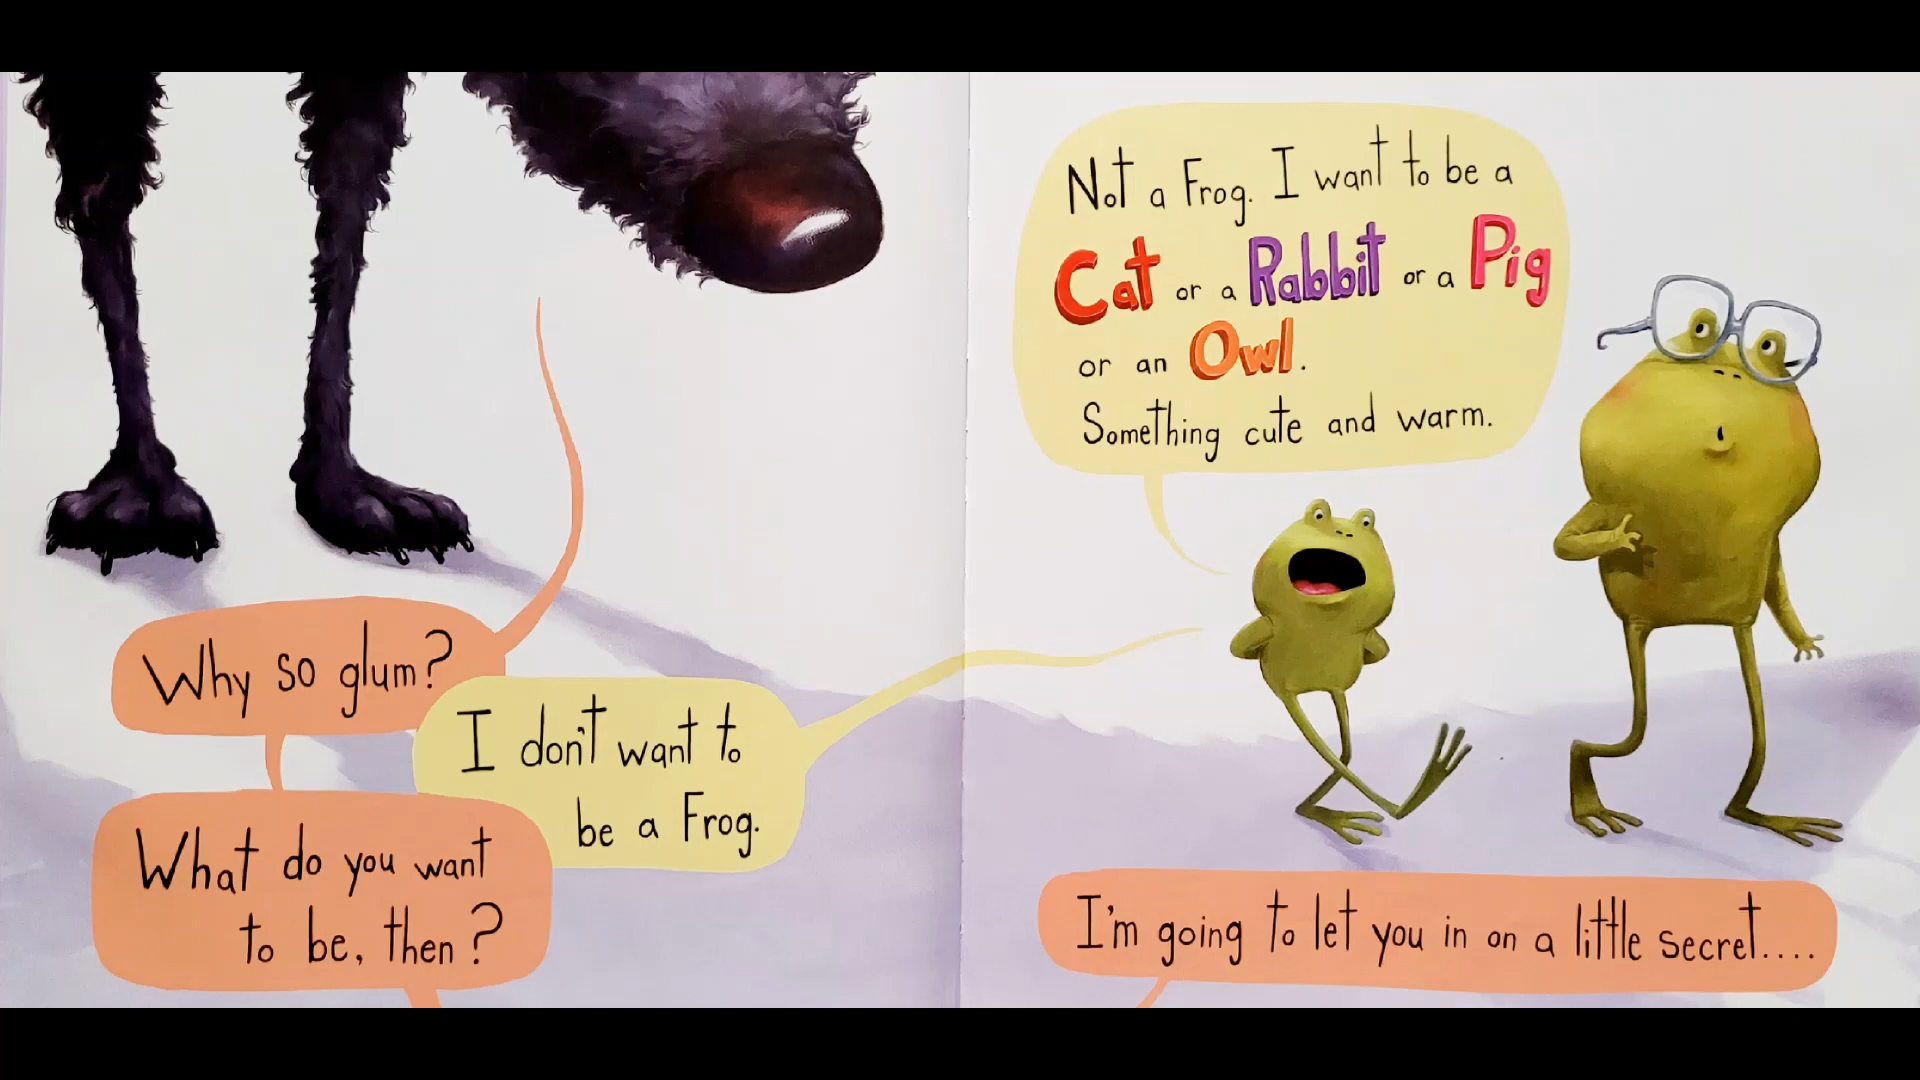 Why so glum?
I don't want to
be a Frog.
What do you want
to be, then?
Not a Frog. I want to be a
Cat or a Rabbit or a Pig
or an Owl.
Something cute and warm.
I'm going to let you in on a little secret....